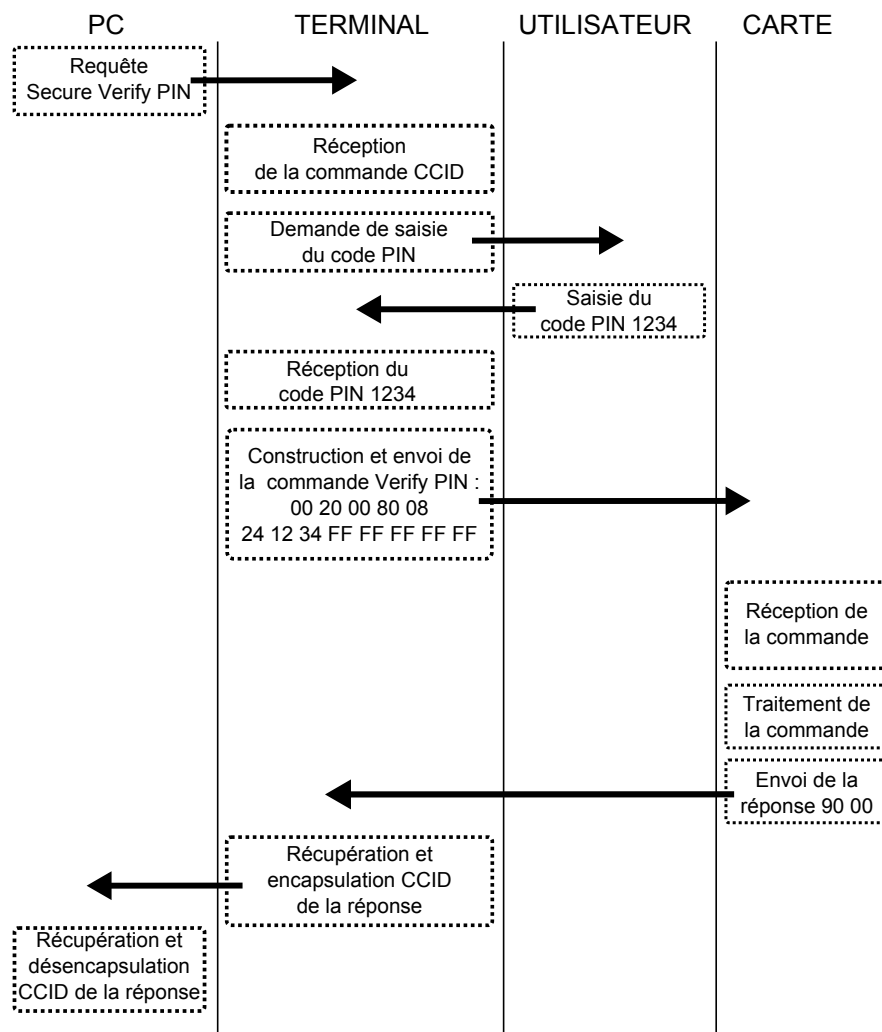 PC
TERMINAL
UTILISATEUR
CARTE
Requête
Secure Verify PIN
Réception
de la commande CCID
Demande de saisie
du code PIN
Saisie du
code PIN 1234
Réception du
code PIN 1234
Construction et envoi de
la commande Verify PIN :
00 20 00 80 08
24 12 34 FF FF FF FF FF
Réception de
la commande
Traitement de
la commande
Envoi de la
réponse 90 00
Récupération et
encapsulation CCID
de la réponse
Récupération et
désencapsulation
CCID de la réponse